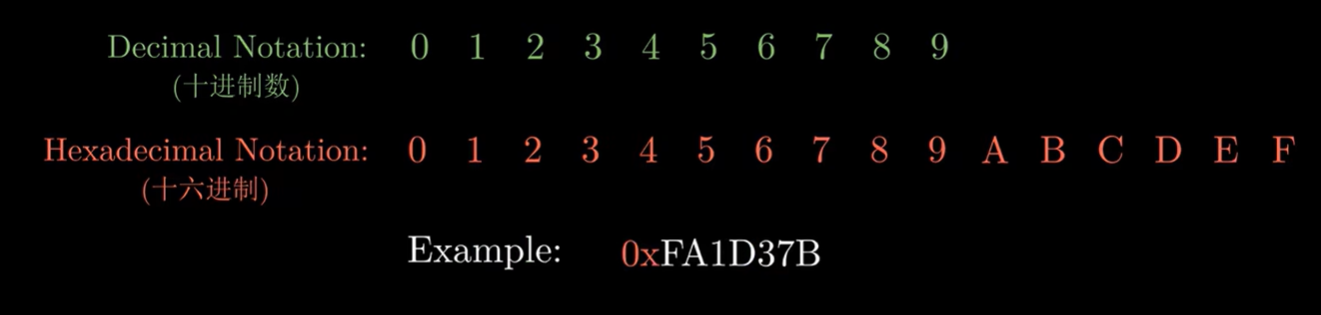 Decimal Notation: 0 1 2 3 4 5 6 7 8 9
(十进制数)
Hexadecimal Notation: 0 1 2 3 4 5 6 7 8 9 A B C D E F
(十六进制)
Example: 0xFA1D37B